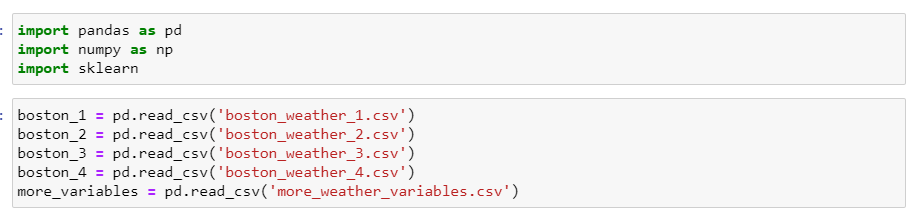 import pandas as pd
import numpy as np
import sklearn
boston_1 = pd.read_csv('boston_weather_1.csv')
boston_2 = pd.read_csv('boston_weather_2.csv')
boston_3 = pd.read_csv('boston_weather_3.csv')
boston_4 = pd.read_csv('boston_weather_4.csv')
more_variables = pd.read_csv('more_weather_variables.csv')